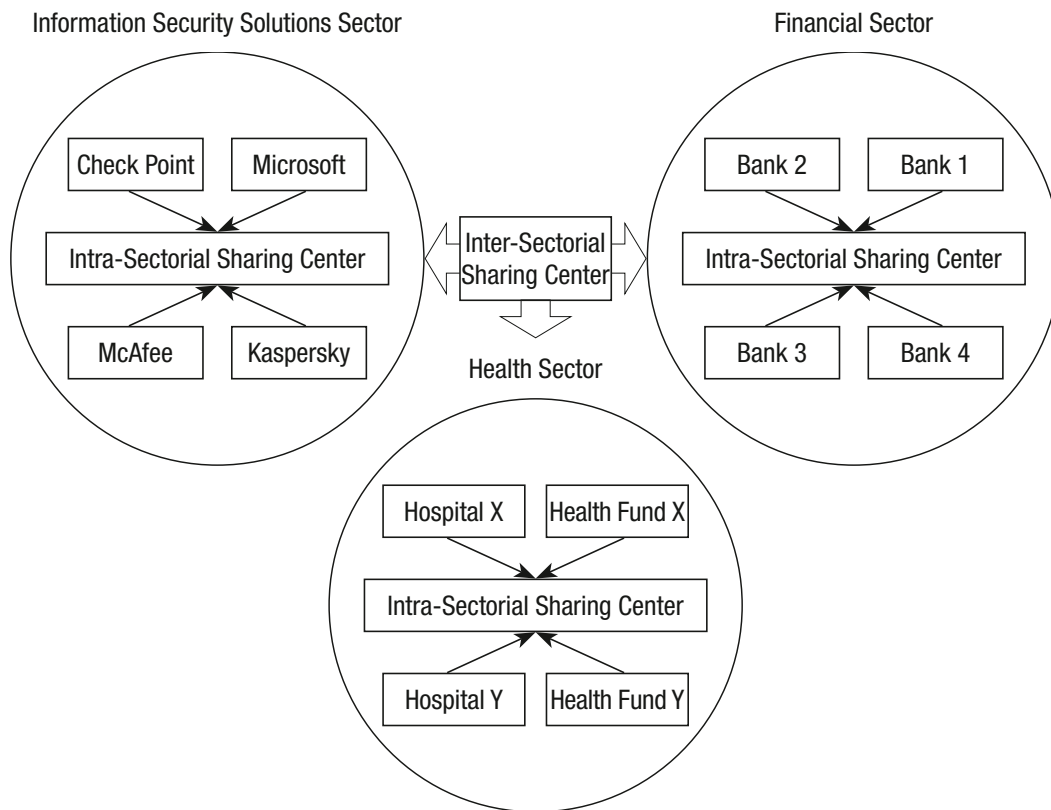 Information Security Solutions Sector
Financial Sector
Check Point
Microsoft
Intra-Sectorial Sharing Center
McAfee
Kaspersky
Inter-Sectorial
Sharing Center
Bank 2
Bank 1
Intra-Sectorial Sharing Center
Bank 3
Bank 4
Health Sector
Hospital X
Health Fund X
Intra-Sectorial Sharing Center
Hospital Y
Health Fund Y